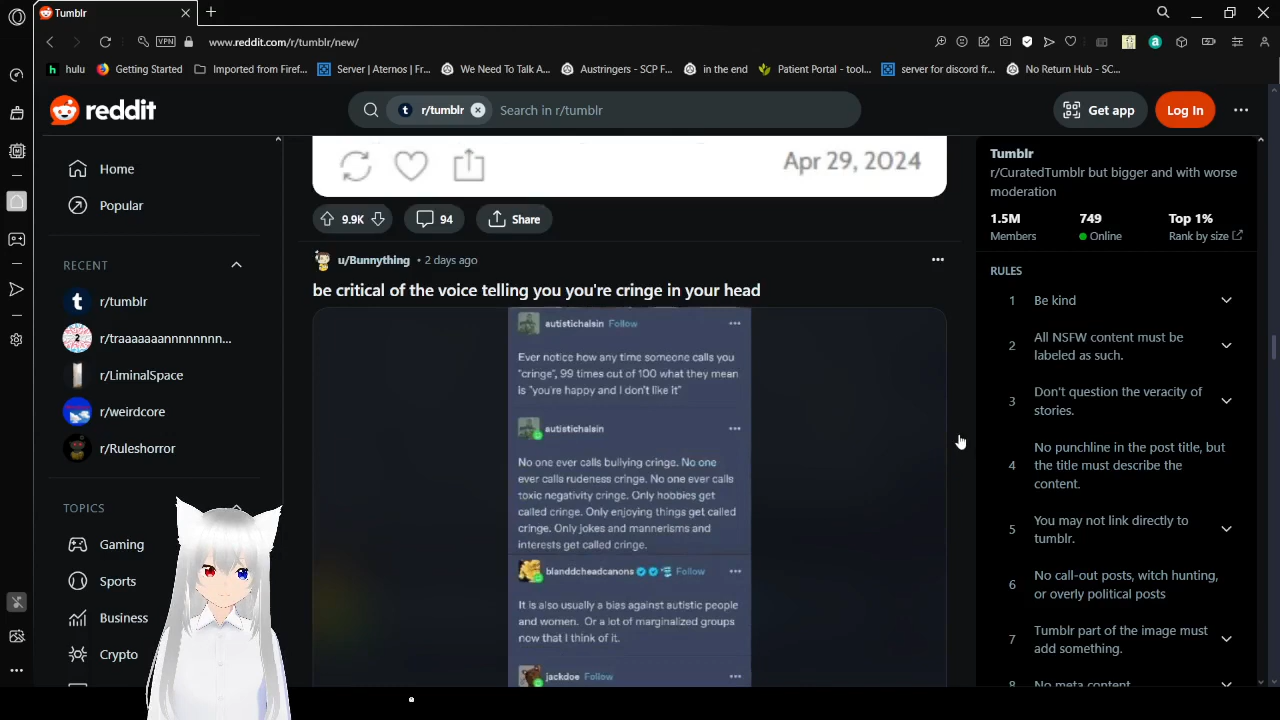 Tumblr
VPN
www.reddit.com/r/tumblr/new/
hulu
Getting Started
Imported from Firef...
Server | Aternos | Fr...
We Need To Talk A...
Austringers - SCP F...
in the end
Patient Portal - tool...
server for discord fr...
No Return Hub - SC...
reddit
r/tumblr
Search in r/tumblr
Get app
Log In
Home
Popular
RECENT
r/tumblr
r/traaaaaaannnnnnnn...
r/LiminalSpace
r/weirdcore
r/Ruleshorror
TOPICS
Gaming
Sports
Business
Crypto
Apr 29, 2024
9.9K
94
Share
u/Bunnything • 2 days ago
be critical of the voice telling you you're cringe in your head
autistichalsin Follow
Ever notice how any time someone calls you
"cringe", 99 times out of 100 what they mean
is "you're happy and I don't like it"
autistichalsin
No one ever calls bullying cringe. No one
ever calls rudeness cringe. No one ever calls
toxic negativity cringe. Only hobbies get
called cringe. Only enjoying things get called
cringe. Only jokes and mannerisms and
interests get called cringe.
blanddcheadcanons Follow
It is also usually a bias against autistic people
and women. Or a lot of marginalized groups
now that I think of it.
jackdoe Follow
Tumblr
r/CuratedTumblr but bigger and with worse
moderation
1.5M
Members
749
Online
Top 1%
Rank by size
RULES
1 Be kind
2 All NSFW content must be
labeled as such.
3 Don't question the veracity of
stories.
4 No punchline in the post title, but
the title must describe the
content.
5 You may not link directly to
tumblr.
6 No call-out posts, witch hunting,
or overly political posts
7 Tumblr part of the image must
add something.
8 No meta content